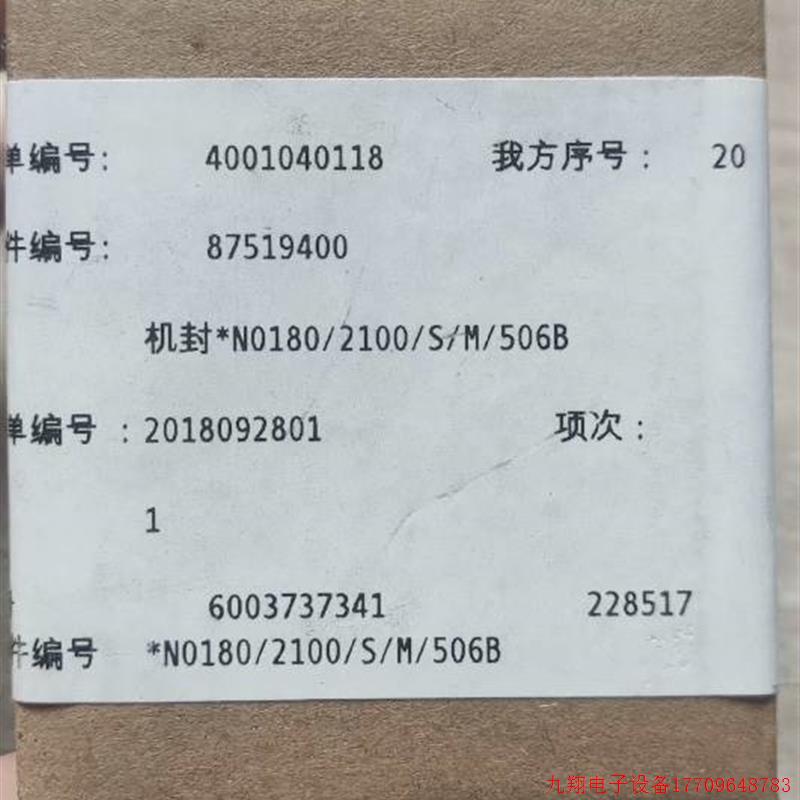 单编号: 4001040118 我方序号: 20
件编号: 87519400
机封*N0180/2100/S/M/506B
单编号 :2018092801 项次:
1
6003737341 228517
件编号 *N0180/2100/S/M/506B
九翔电子设备17709648783